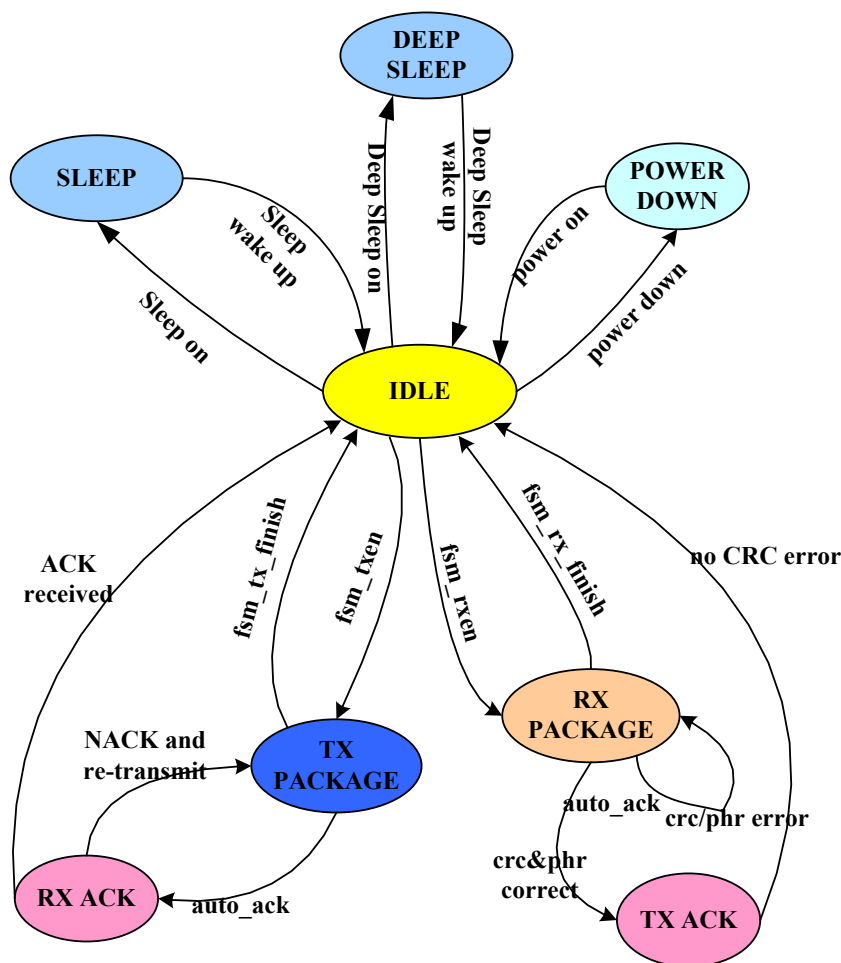 DEEP
SLEEP
SLEEP
POWER
DOWN
Sleep
wake up
Deep Sleep on
Deep Sleep
wake up
power on
Sleep on
power down
IDLE
fsm_tx_finish
fsm_txen
fsm_rxen
fsm_rx_finish
ACK
received
no CRC error
RX
PACKAGE
NACK and
re-transmit
TX
PACKAGE
auto_ack
crc/phr error
crc&phr
correct
RX ACK
auto_ack
TX ACK